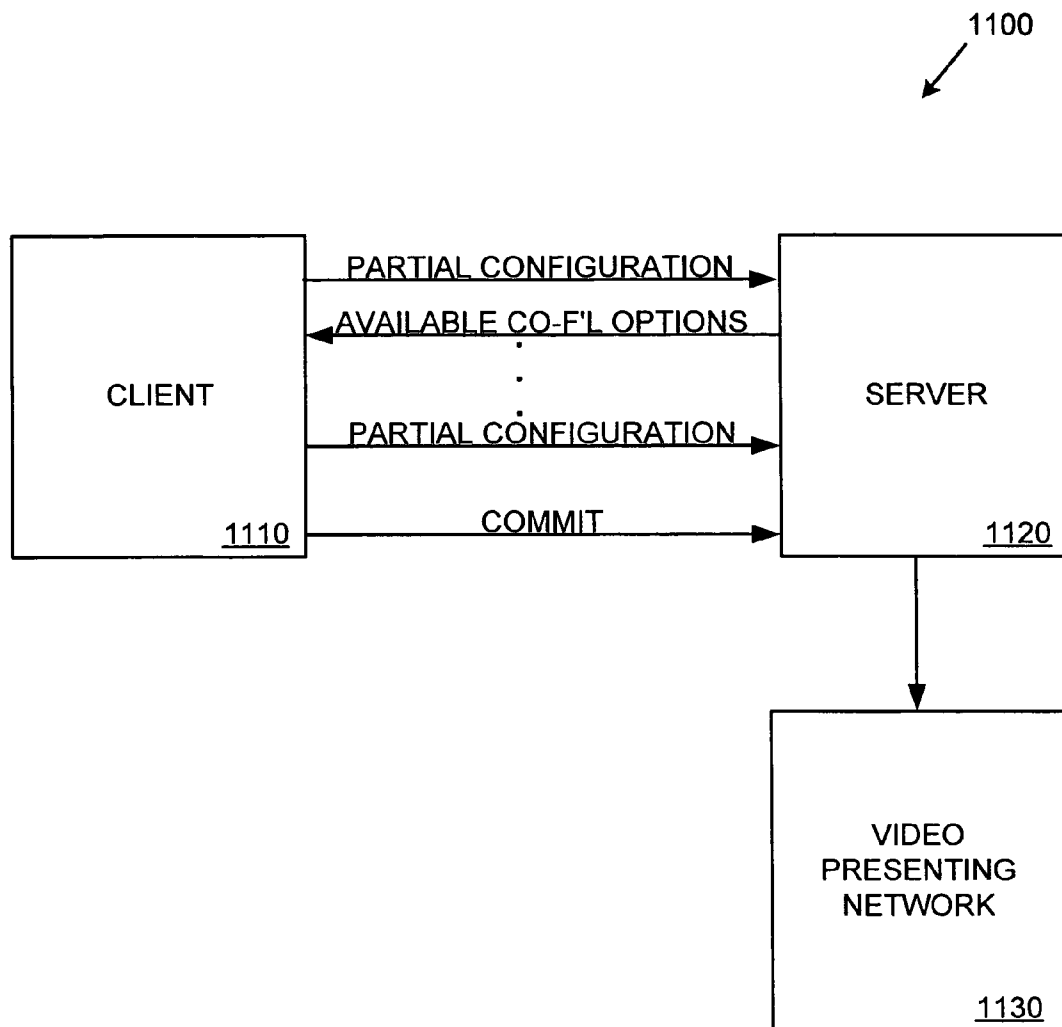 1100
PARTIAL CONFIGURATION
AVAILABLE CO-F'L OPTIONS
CLIENT
SERVER
PARTIAL CONFIGURATION
COMMIT
1110
1120
VIDEO
PRESENTING
NETWORK
1130